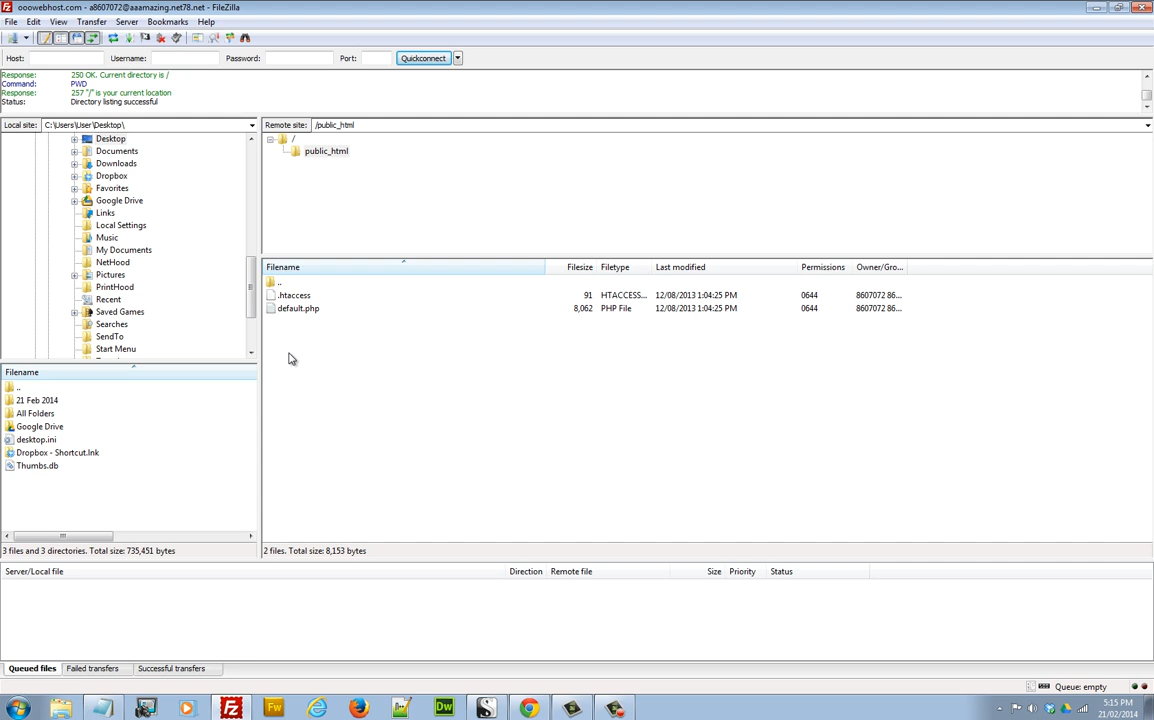 ooowebhost.com - a8607072@aaamazing.net78.net - FileZilla
File Edit View Transfer Server Bookmarks Help
Host: Username: Password: Port: Quickconnect
Response: 250 OK. Current directory is /
Command: PWD
Response: 257 "/" is your current location
Status: Directory listing successful
Local site: C:\Users\User\Desktop\
Remote site: /public_html
Desktop
Documents
Downloads
Dropbox
Favorites
Google Drive
Links
Local Settings
Music
My Documents
NetHood
Pictures
PrintHood
Recent
Saved Games
Searches
SendTo
Start Menu
/
public_html
Filename Filesize Filetype Last modified Permissions Owner/Gro...
..
.htaccess 91 HTACCESS... 12/08/2013 1:04:25 PM 0644 8607072 86...
default.php 8,062 PHP File 12/08/2013 1:04:25 PM 0644 8607072 86...
Filename
..
21 Feb 2014
All Folders
Google Drive
desktop.ini
Dropbox - Shortcut.lnk
Thumbs.db
3 files and 3 directories. Total size: 735,451 bytes
2 files. Total size: 8,153 bytes
Server/Local file Direction Remote file Size Priority Status
Queued files Failed transfers Successful transfers
Queue: empty
Fz Fw Dw S
5:15 PM
21/02/2014